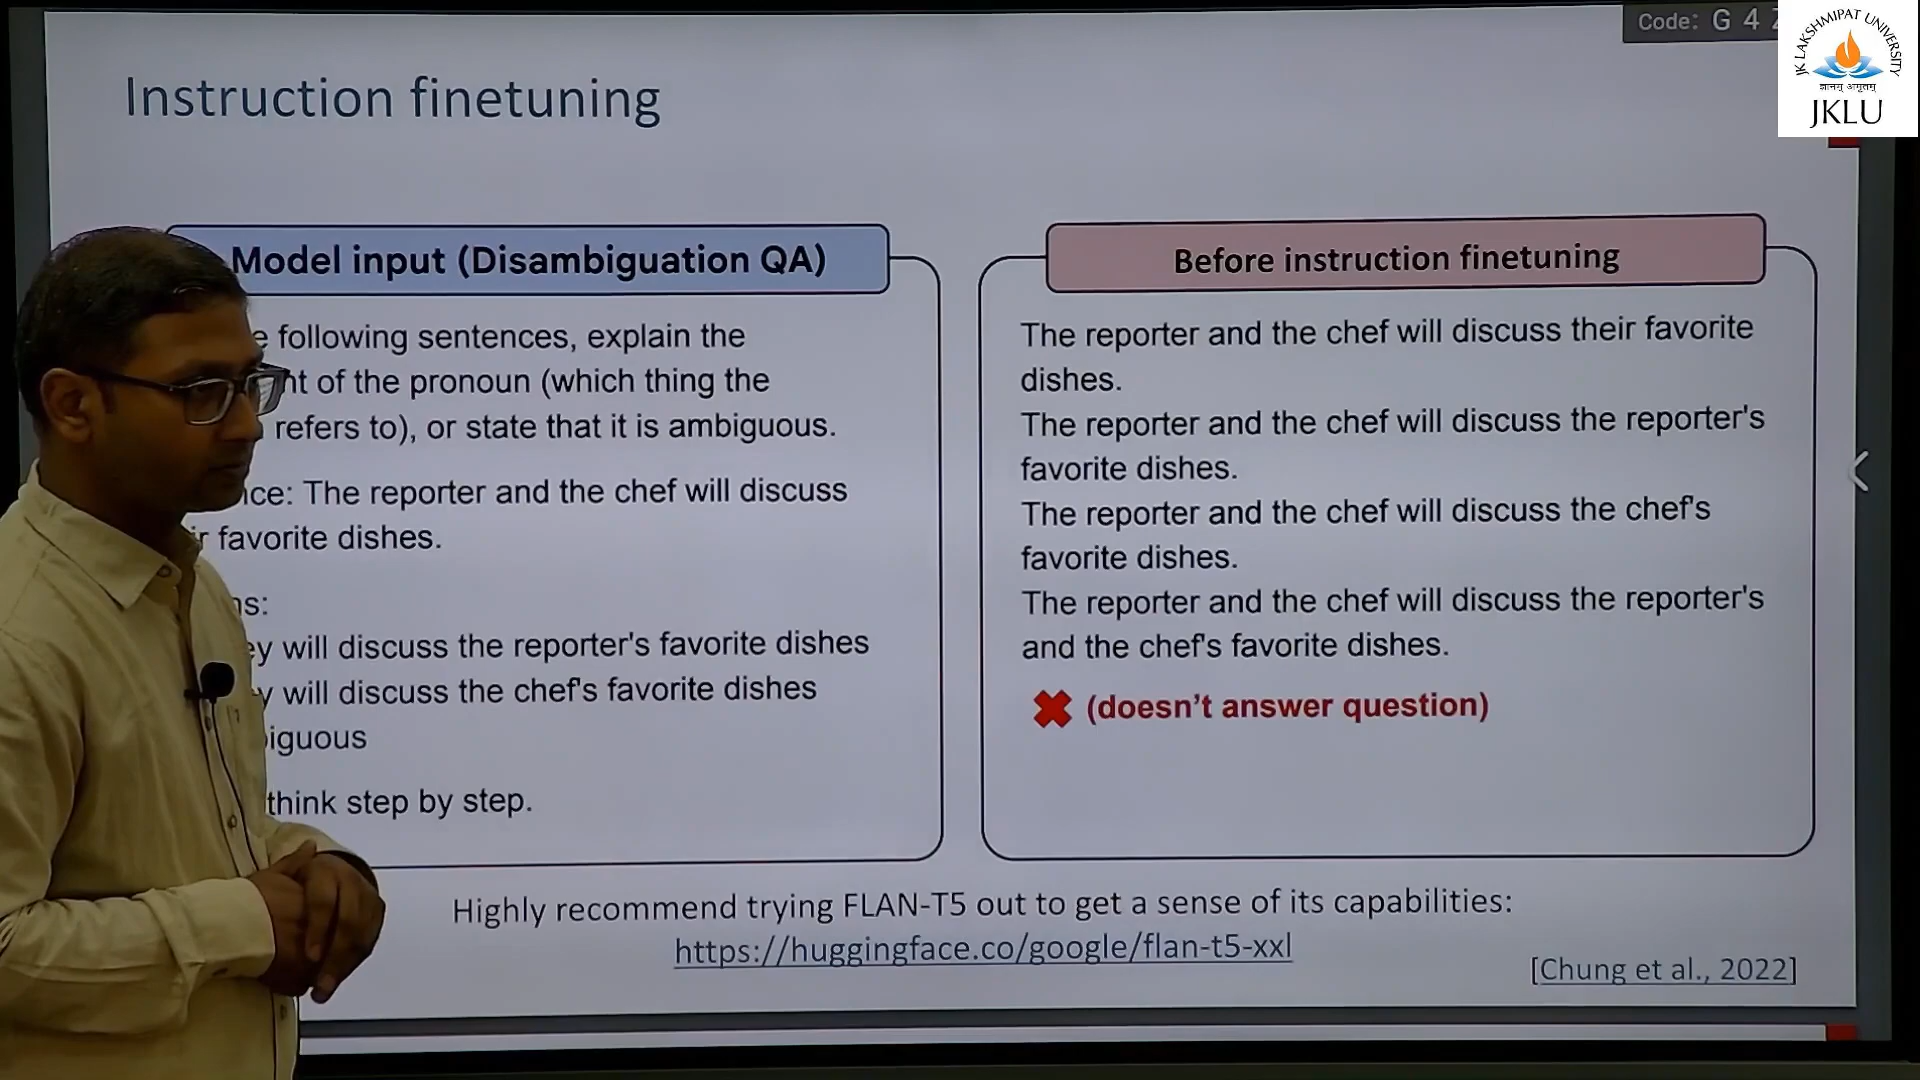 Code: G 4
JK LAKSHMIPAT UNIVERSITY
ज्ञानम् अमृतम्
JKLU
Instruction finetuning
Model input (Disambiguation QA)
following sentences, explain the
of the pronoun (which thing the
refers to), or state that it is ambiguous.
The reporter and the chef will discuss
favorite dishes.
will discuss the reporter's favorite dishes
will discuss the chef's favorite dishes
think step by step.
Before instruction finetuning
The reporter and the chef will discuss their favorite
dishes.
The reporter and the chef will discuss the reporter's
favorite dishes.
The reporter and the chef will discuss the chef's
favorite dishes.
The reporter and the chef will discuss the reporter's
and the chef's favorite dishes.
(doesn't answer question)
Highly recommend trying FLAN-T5 out to get a sense of its capabilities:
https://huggingface.co/google/flan-t5-xxl
[Chung et al., 2022]